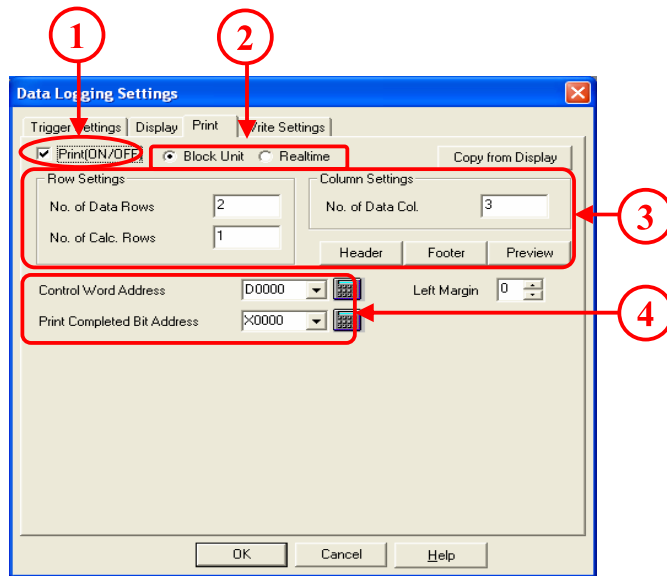 1
2
Data Logging Settings
Trigger Settings Display Print Write Settings
Print(ON/OFF) Block Unit Realtime Copy from Display
Row Settings Column Settings
No. of Data Rows 2 No. of Data Col. 3
No. of Calc. Rows 1
Header Footer Preview
3
Control Word Address D0000 Left Margin 0
Print Completed Bit Address X0000
4
OK Cancel Help